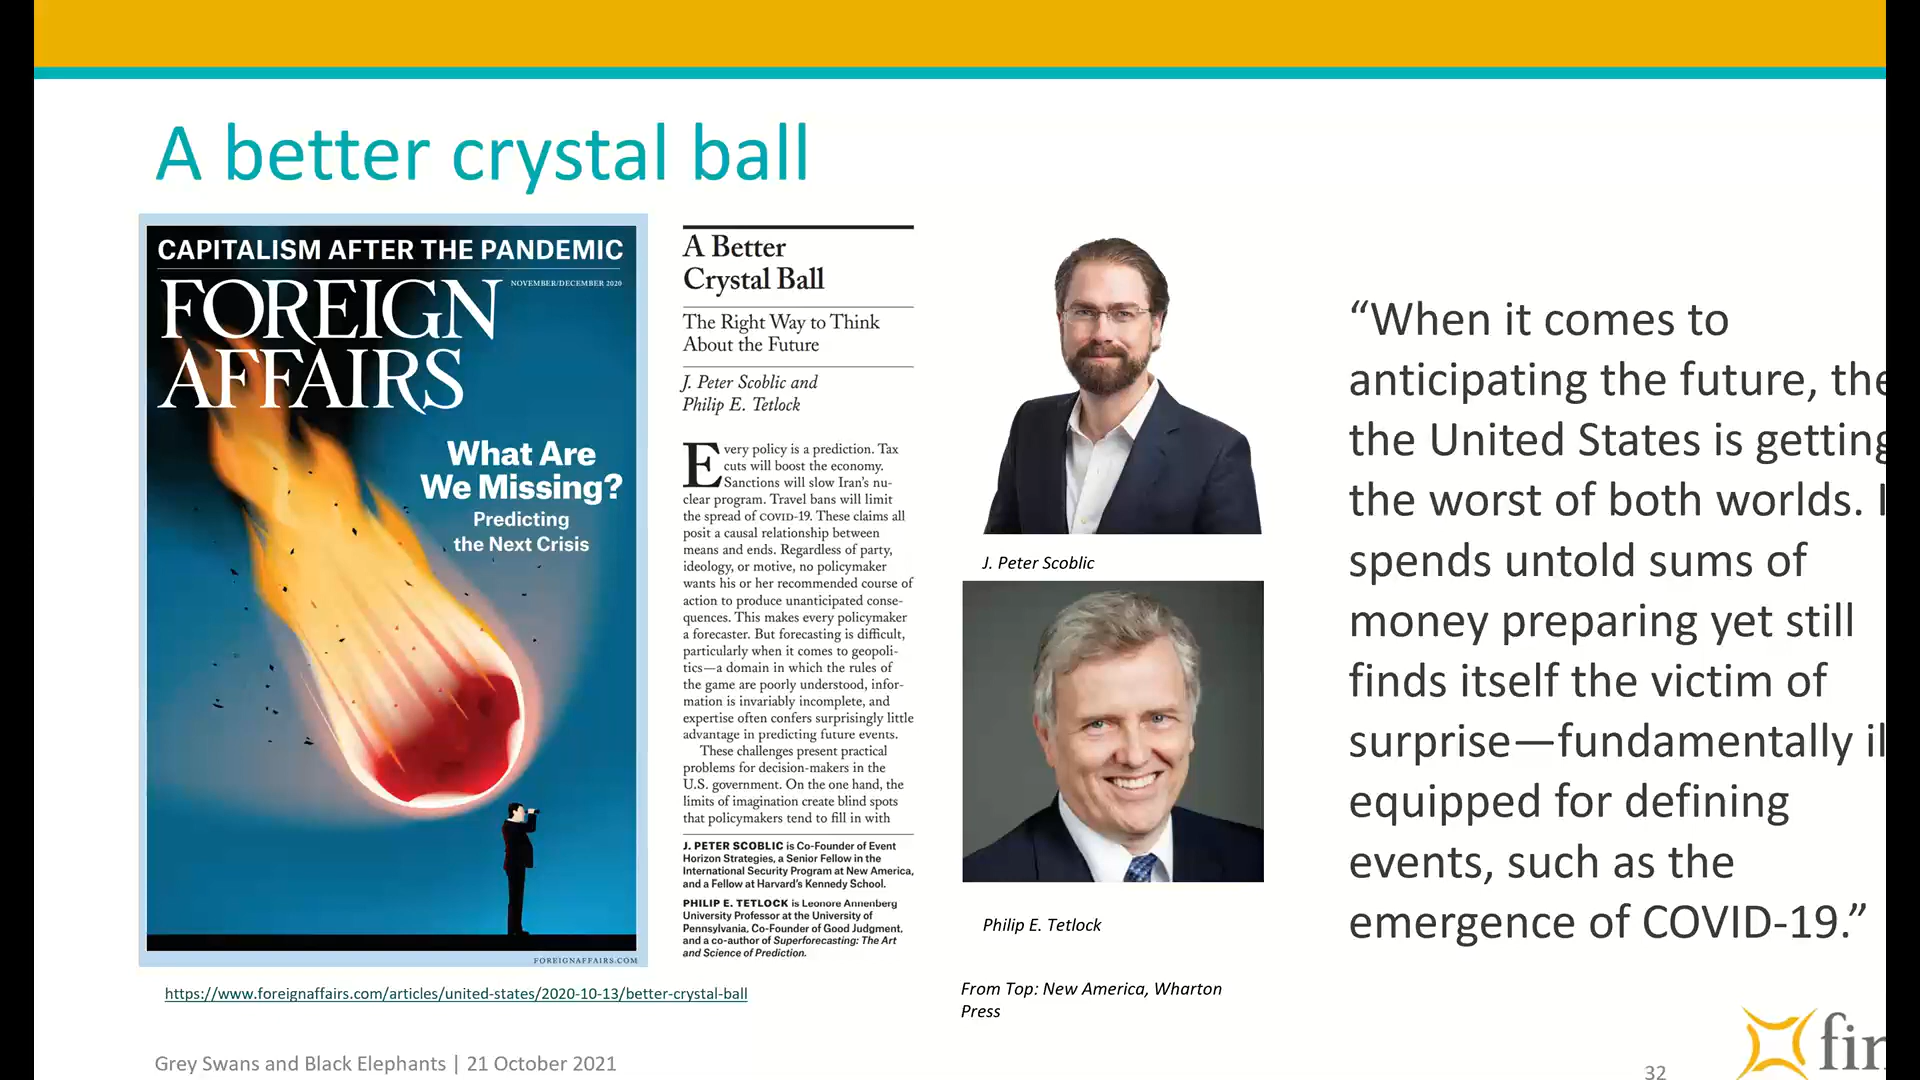 A better crystal ball
CAPITALISM AFTER THE PANDEMIC
FOREIGN
NOVEMBER/DECEMBER 2020
AFFAIRS
What Are
We Missing?
Predicting
the Next Crisis
FOREIGNAFFAIRS.COM
https://www.foreignaffairs.com/articles/united-states/2020-10-13/better-crystal-ball
A Better
Crystal Ball
The Right Way to Think
About the Future
J. Peter Scoblic and
Philip E. Tetlock
Every policy is a prediction. Tax
cuts will boost the economy.
Sanctions will slow Iran's nu-
clear program. Travel bans will limit
the spread of COVID-19. These claims all
posit a causal relationship between
means and ends. Regardless of party,
ideology, or motive, no policymaker
wants his or her recommended course of
action to produce unanticipated conse-
quences. This makes every policymaker
a forecaster. But forecasting is difficult,
particularly when it comes to geopoli-
tics—a domain in which the rules of
the game are poorly understood, infor-
mation is invariably incomplete, and
expertise often confers surprisingly little
advantage in predicting future events.
These challenges present practical
problems for decision-makers in the
U.S. government. On the one hand, the
limits of imagination create blind spots
that policymakers tend to fill in with
J. PETER SCOBLIC is Co-Founder of Event
Horizon Strategies, a Senior Fellow in the
International Security Program at New America,
and a Fellow at Harvard's Kennedy School.
PHILIP E. TETLOCK is Leonore Annenberg
University Professor at the University of
Pennsylvania, Co-Founder of Good Judgment,
and a co-author of Superforecasting: The Art
and Science of Prediction.
J. Peter Scoblic
Philip E. Tetlock
From Top: New America, Wharton
Press
“When it comes to
anticipating the future, the
the United States is getting
the worst of both worlds. I
spends untold sums of
money preparing yet still
finds itself the victim of
surprise—fundamentally il
equipped for defining
events, such as the
emergence of COVID-19.”
Grey Swans and Black Elephants | 21 October 2021
32